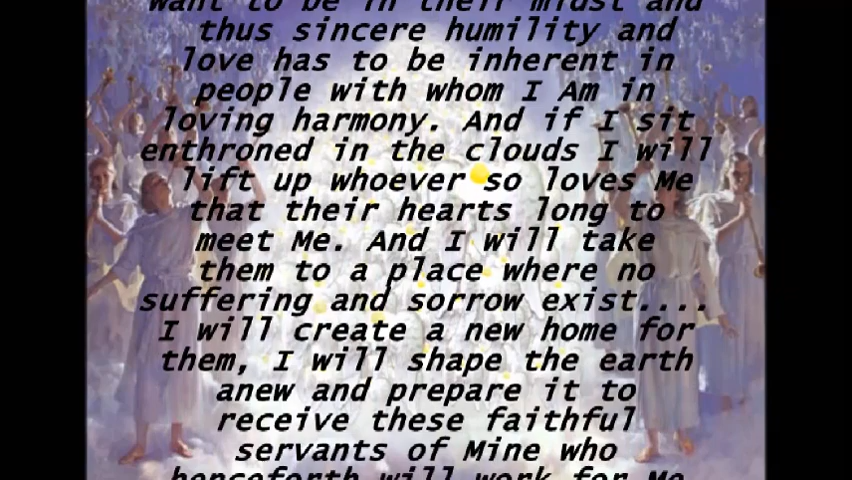 want to be in their midst and
thus sincere humility and
love has to be inherent in
people with whom I Am in
loving harmony. And if I sit
enthroned in the clouds I will
lift up whoever so loves Me
that their hearts long to
meet Me. And I will take
them to a place where no
suffering and sorrow exist....
I will create a new home for
them, I will shape the earth
anew and prepare it to
receive these faithful
servants of Mine who
henceforth will work for Me